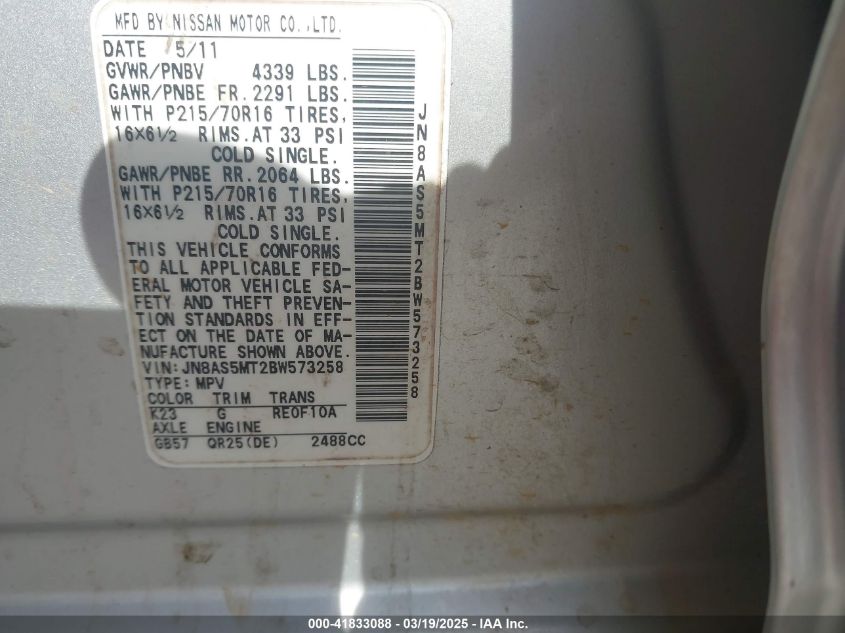 MFD BY NISSAN MOTOR CO.,LTD.
DATE 5/11
GVWR/PNBV 4339 LBS.
GAWR/PNBE FR.2291 LBS.
WITH P215/70R16 TIRES,
16X6½ RIMS.AT 33 PSI
COLD SINGLE.
GAWR/PNBE RR.2064 LBS.
WITH P215/70R16 TIRES,
16X6½ RIMS.AT 33 PSI
COLD SINGLE.
THIS VEHICLE CONFORMS
TO ALL APPLICABLE FED-
ERAL MOTOR VEHICLE SA-
FETY AND THEFT PREVEN-
TION STANDARDS IN EFF-
ECT ON THE DATE OF MA-
NUFACTURE SHOWN ABOVE.
VIN:JN8AS5MT2BW573258
TYPE:MPV
COLOR TRIM TRANS
K23 G RE0F10A
AXLE ENGINE
GB57 QR25(DE) 2488CC
JN8AS5MT2BW573258
000-41833088 - 03/19/2025 - IAAI.com